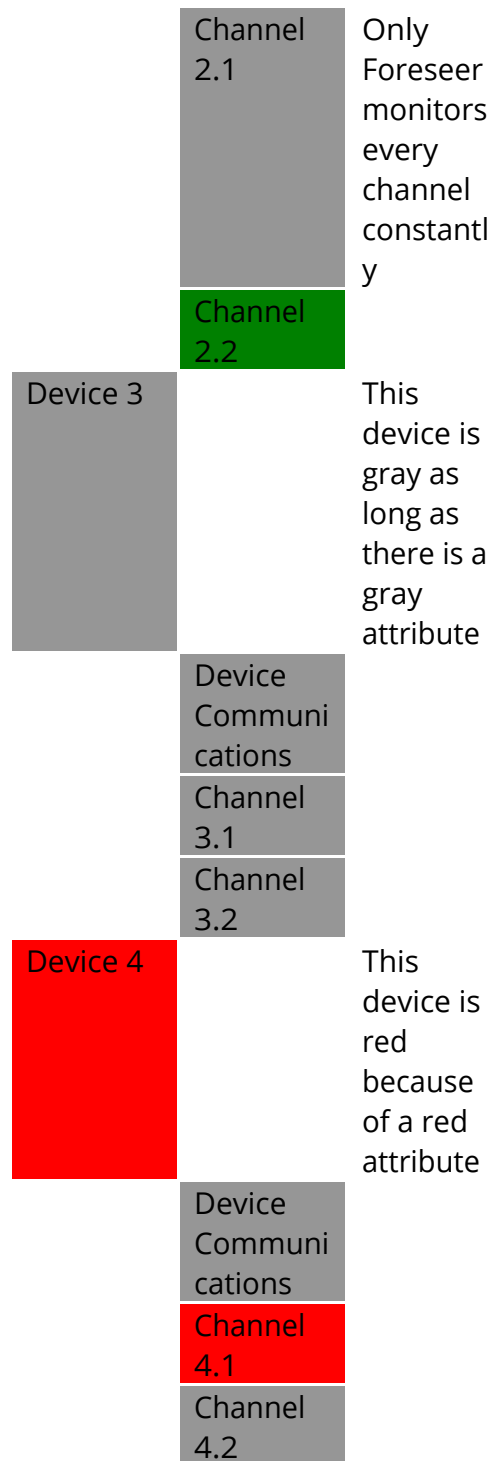 Channel
2.1
Only
Foreseer
monitors
every
channel
constantl
y
Channel
2.2
Device 3
This
device is
gray as
long as
there is a
gray
attribute
Device
Communi
cations
Channel
3.1
Channel
3.2
Device 4
This
device is
red
because
of a red
attribute
Device
Communi
cations
Channel
4.1
Channel
4.2